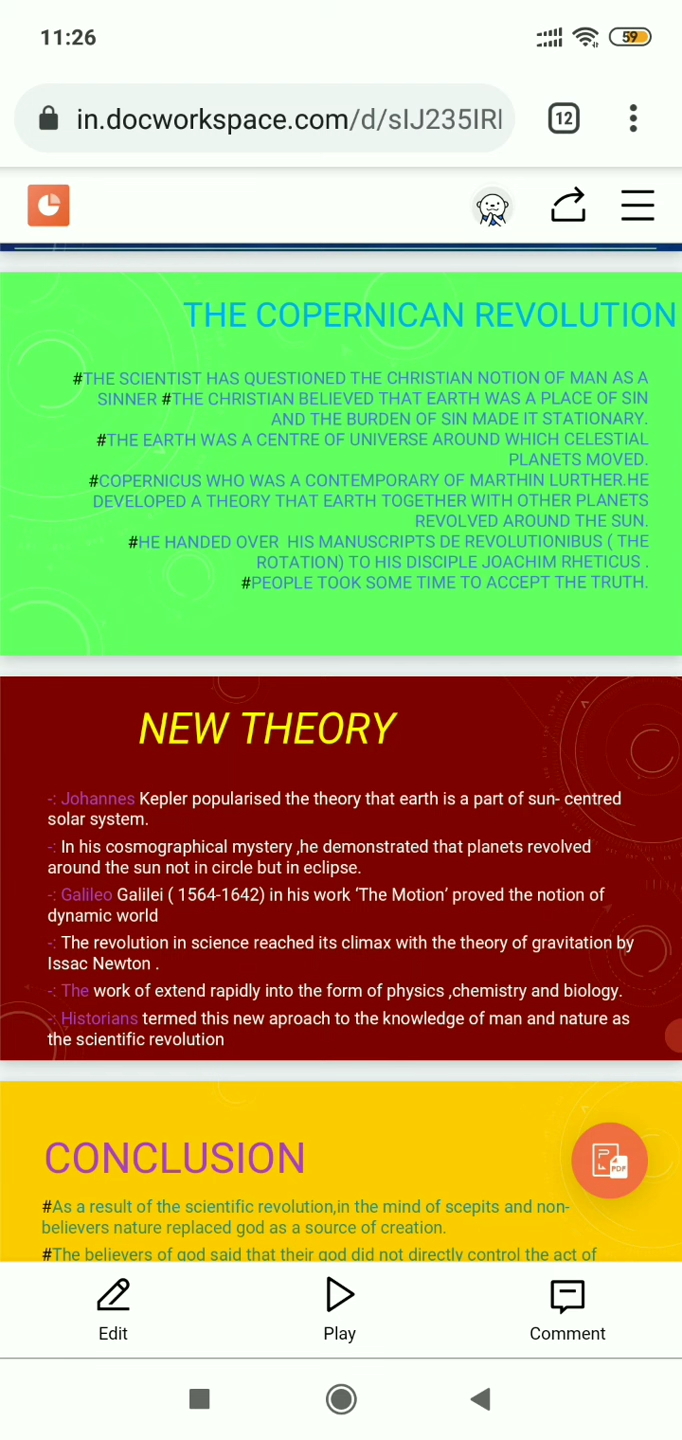 11:26
59
in.docworkspace.com/d/sIJ235IRI
12
THE COPERNICAN REVOLUTION
#THE SCIENTIST HAS QUESTIONED THE CHRISTIAN NOTION OF MAN AS A
SINNER #THE CHRISTIAN BELIEVED THAT EARTH WAS A PLACE OF SIN
AND THE BURDEN OF SIN MADE IT STATIONARY.
#THE EARTH WAS A CENTRE OF UNIVERSE AROUND WHICH CELESTIAL
PLANETS MOVED.
#COPERNICUS WHO WAS A CONTEMPORARY OF MARTHIN LURTHER.HE
DEVELOPED A THEORY THAT EARTH TOGETHER WITH OTHER PLANETS
REVOLVED AROUND THE SUN.
#HE HANDED OVER HIS MANUSCRIPTS DE REVOLUTIONIBUS ( THE
ROTATION) TO HIS DISCIPLE JOACHIM RHETICUS .
#PEOPLE TOOK SOME TIME TO ACCEPT THE TRUTH.
NEW THEORY
-: Johannes Kepler popularised the theory that earth is a part of sun- centred
solar system.
-: In his cosmographical mystery ,he demonstrated that planets revolved
around the sun not in circle but in eclipse.
-: Galileo Galilei ( 1564-1642) in his work ‘The Motion’ proved the notion of
dynamic world
-: The revolution in science reached its climax with the theory of gravitation by
Issac Newton .
-: The work of extend rapidly into the form of physics ,chemistry and biology.
-: Historians termed this new aproach to the knowledge of man and nature as
the scientific revolution
CONCLUSION
#As a result of the scientific revolution,in the mind of scepits and non-
believers nature replaced god as a source of creation.
#The believers of god said that their god did not directly control the act of
PDF
Edit
Play
Comment